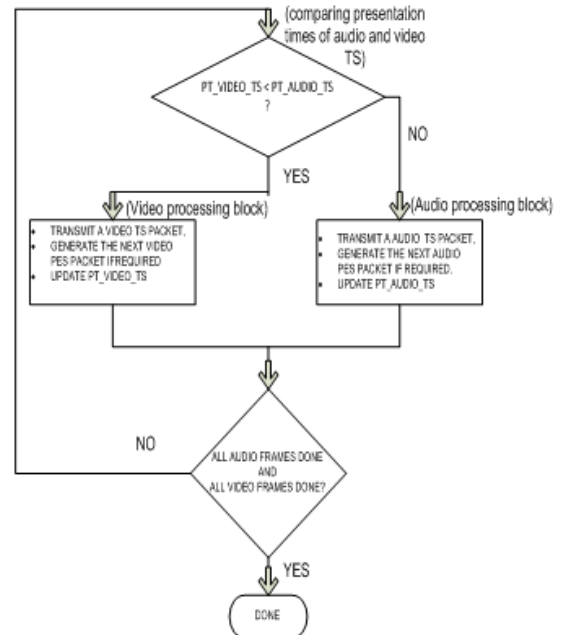 (comparing presentation
times of audio and video
TS)
PT_VIDEO_TS < PT_AUDIO_TS
?
NO
YES
(Video processing block)
(Audio processing block)
• TRANSMIT A VIDEO TS PACKET,
• GENERATE THE NEXT VIDEO
PES PACKET IFREQUIRED
• UPDATE PT_VIDEO_TS
• TRANSMIT A AUDIO TS PACKET,
• GENERATE THE NEXT AUDIO
PES PACKET IF REQUIRED.
• UPDATE PT_AUDIO_TS
NO
ALL AUDIO FRAMES DONE
AND
ALL VIDEO FRAMES DONE?
YES
DONE